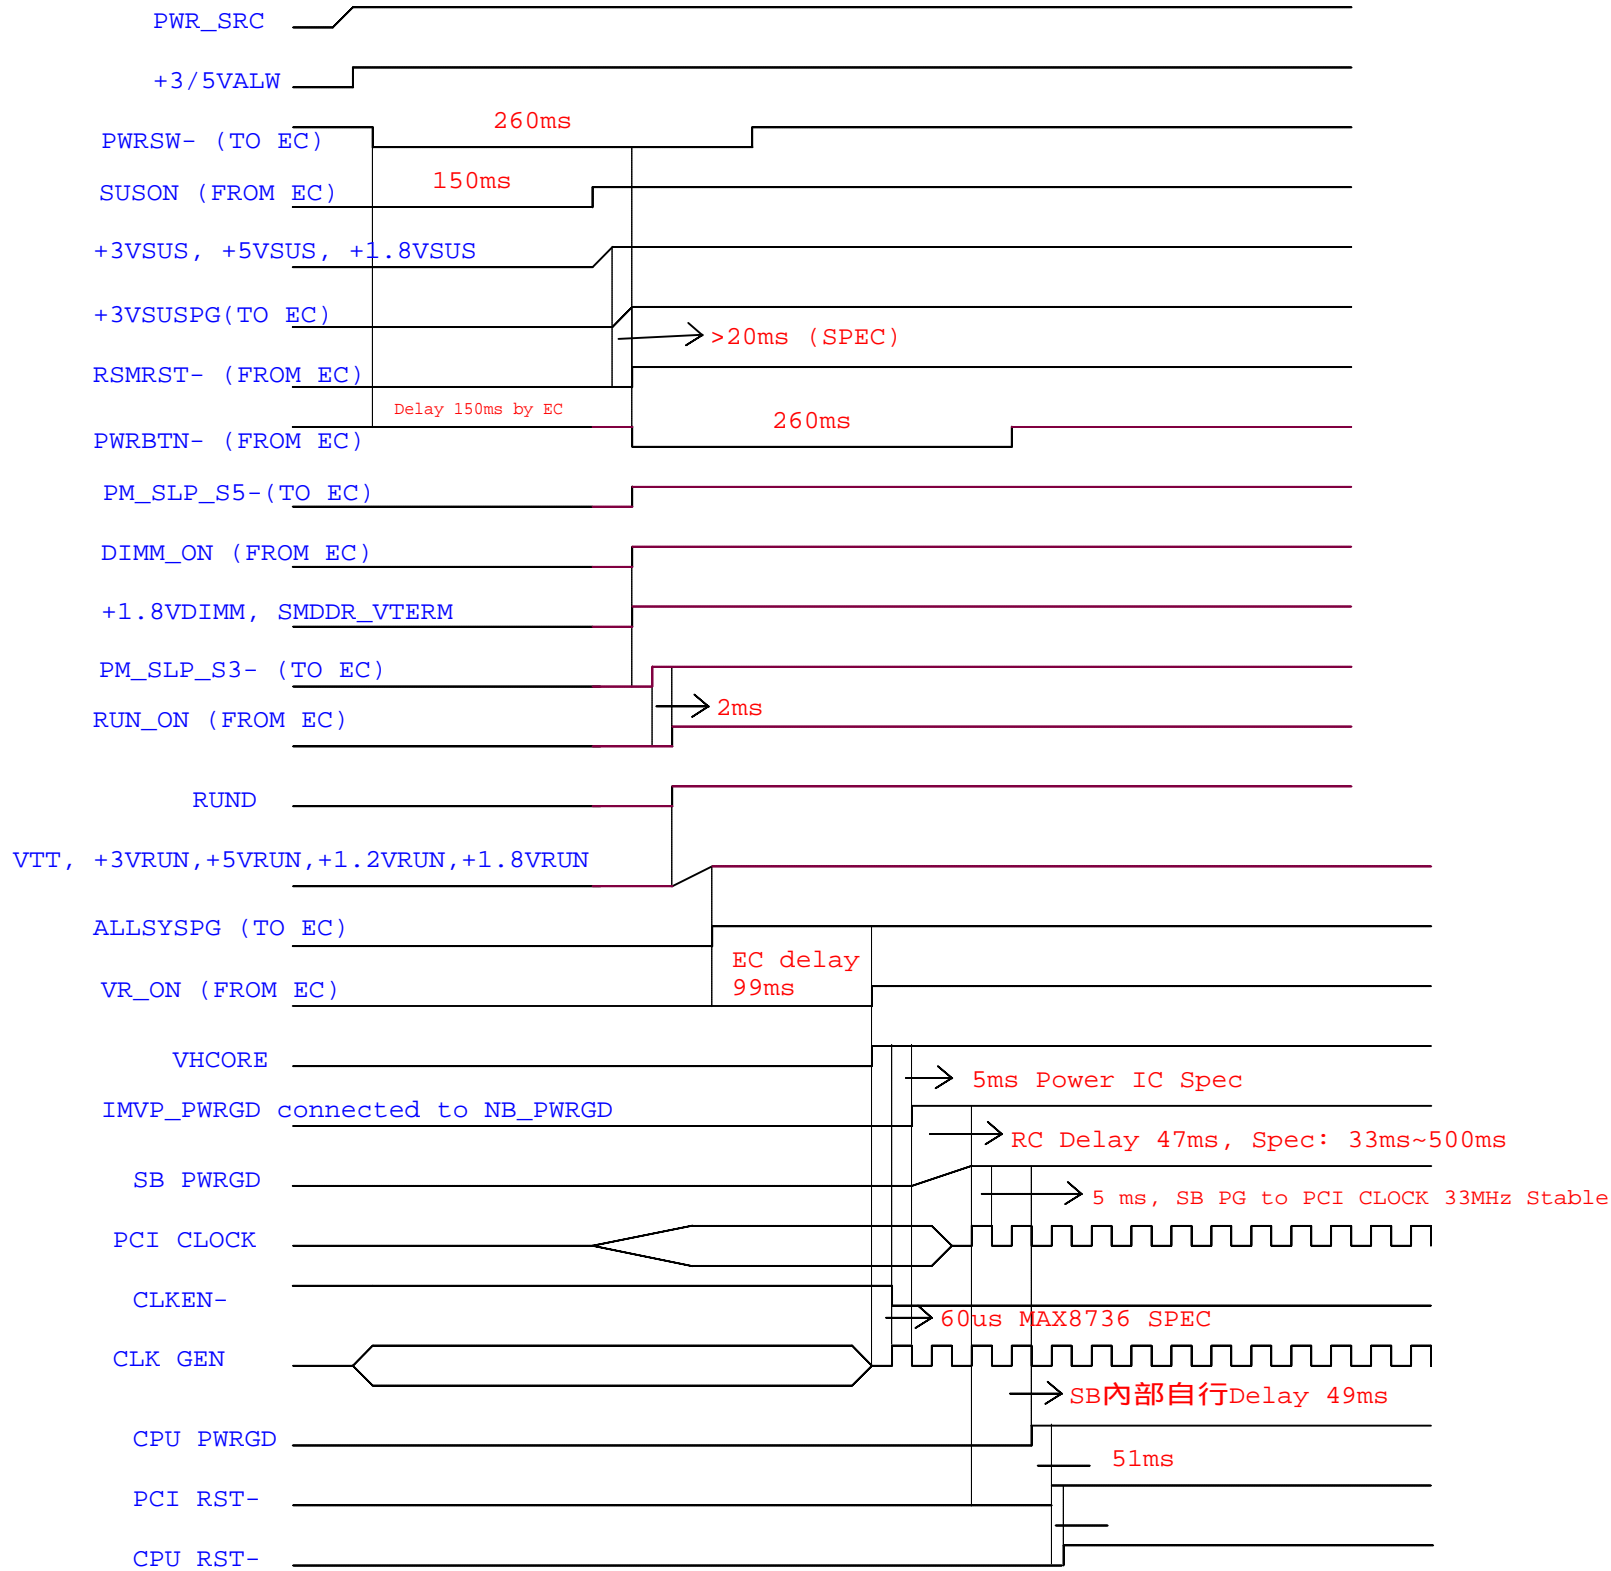 PWR_SRC
+3/5VALW
260ms
PWRSW- (TO EC)
150ms
SUSON (FROM EC)
+3VSUS, +5VSUS, +1.8VSUS
+3VSUSPG(TO EC)
>20ms (SPEC)
RSMRST- (FROM EC)
Delay 150ms by EC
260ms
PWRBTN- (FROM EC)
PM_SLP_S5-(TO EC)
DIMM_ON (FROM EC)
+1.8VDIMM, SMDDR_VTERM
PM_SLP_S3- (TO EC)
2ms
RUN_ON (FROM EC)
RUND
VTT, +3VRUN,+5VRUN,+1.2VRUN,+1.8VRUN
ALLSYSPG (TO EC)
EC delay
99ms
VR_ON (FROM EC)
VHCORE
5ms Power IC Spec
IMVP_PWRGD connected to NB_PWRGD
RC Delay 47ms, Spec: 33ms~500ms
SB PWRGD
5 ms, SB PG to PCI CLOCK 33MHz Stable
PCI CLOCK
CLKEN-
60us MAX8736 SPEC
CLK GEN
SB內部自行Delay 49ms
CPU PWRGD
51ms
PCI RST-
CPU RST-